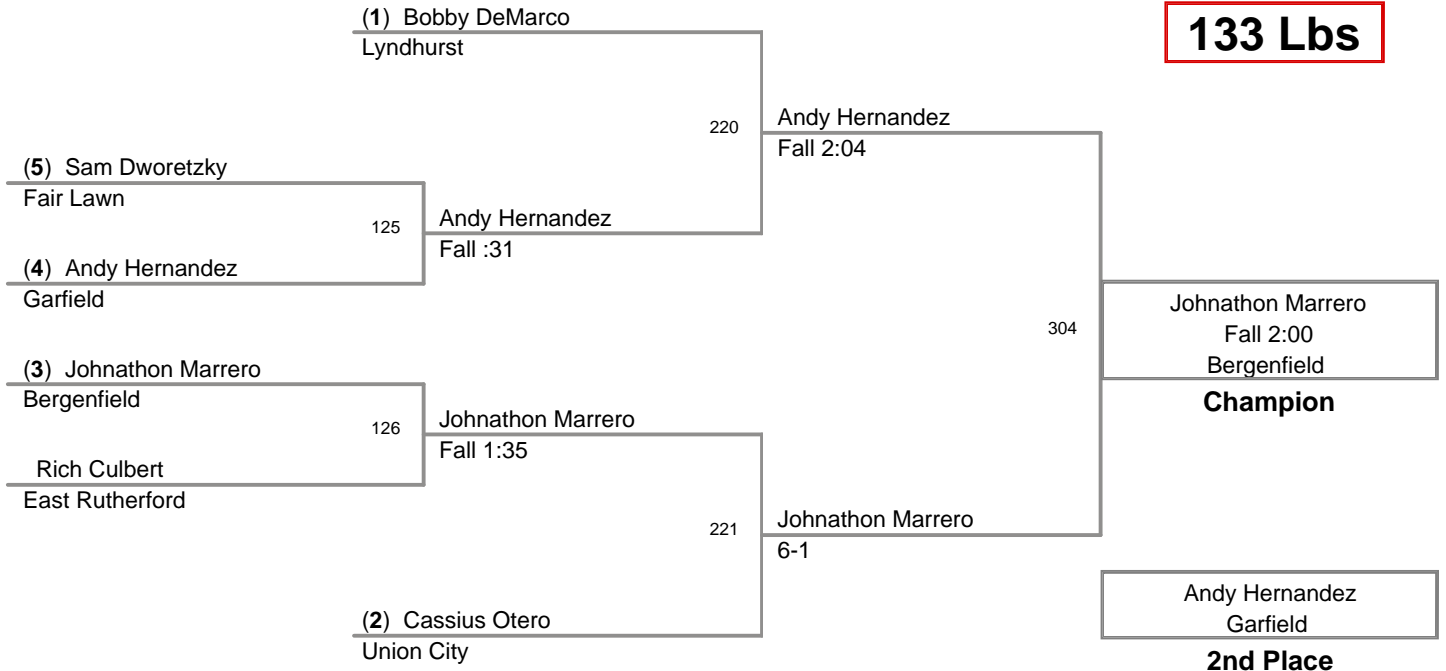 (1) Bobby DeMarco
Lyndhurst
133 Lbs
220
Andy Hernandez
Fall 2:04
(5) Sam Dworetzky
Fair Lawn
125
Andy Hernandez
Fall :31
(4) Andy Hernandez
Garfield
304
Johnathon Marrero
Fall 2:00
Bergenfield
Champion
(3) Johnathon Marrero
Bergenfield
126
Johnathon Marrero
Fall 1:35
Rich Culbert
East Rutherford
221
Johnathon Marrero
6-1
(2) Cassius Otero
Union City
Andy Hernandez
Garfield
2nd Place